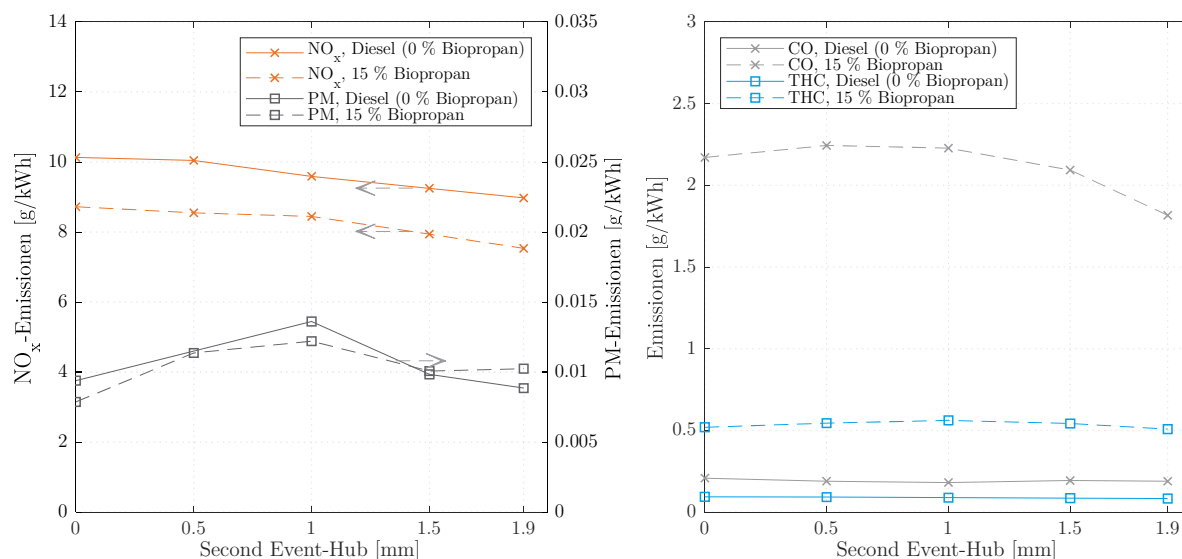 14
12
10
8
6
4
2
0
NOₓ-Emissionen [g/kWh]
0.035
0.03
0.025
0.02
0.015
0.01
0.005
0
PM-Emissionen [g/kWh]
NOₓ, Diesel (0 % Biopropan)
NOₓ, 15 % Biopropan
PM, Diesel (0 % Biopropan)
PM, 15 % Biopropan
0 0.5 1 1.5 1.9
Second Event-Hub [mm]
3
2.5
2
1.5
1
0.5
0
Emissionen [g/kWh]
CO, Diesel (0 % Biopropan)
CO, 15 % Biopropan
THC, Diesel (0 % Biopropan)
THC, 15 % Biopropan
0 0.5 1 1.5 1.9
Second Event-Hub [mm]